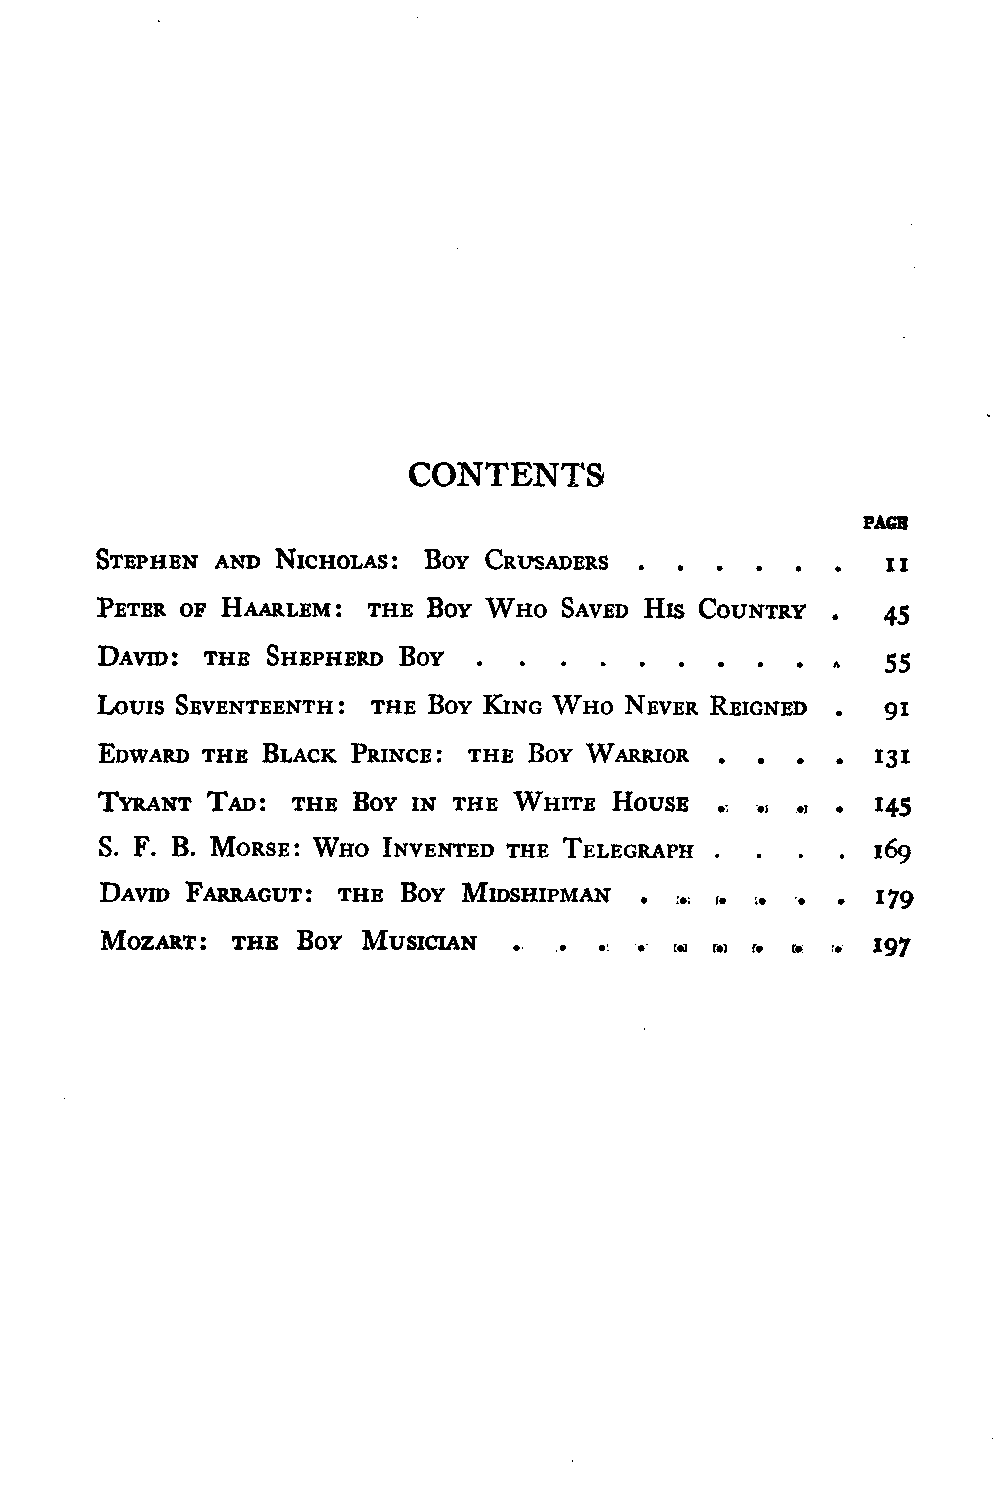 CONTENTS
PAGE
Stephen and Nicholas: Boy Crusaders . . . . . . 11
Peter of Haarlem: the Boy Who Saved His Country . 45
David: the Shepherd Boy . . . . . . . . . . 55
Louis Seventeenth: the Boy King Who Never Reigned . 91
Edward the Black Prince: the Boy Warrior . . . . 131
Tyrant Tad: the Boy in the White House . . . . 145
S. F. B. Morse: Who Invented the Telegraph . . . . 169
David Farragut: the Boy Midshipman . . . . . . 179
Mozart: the Boy Musician . . . . . . . . . 197